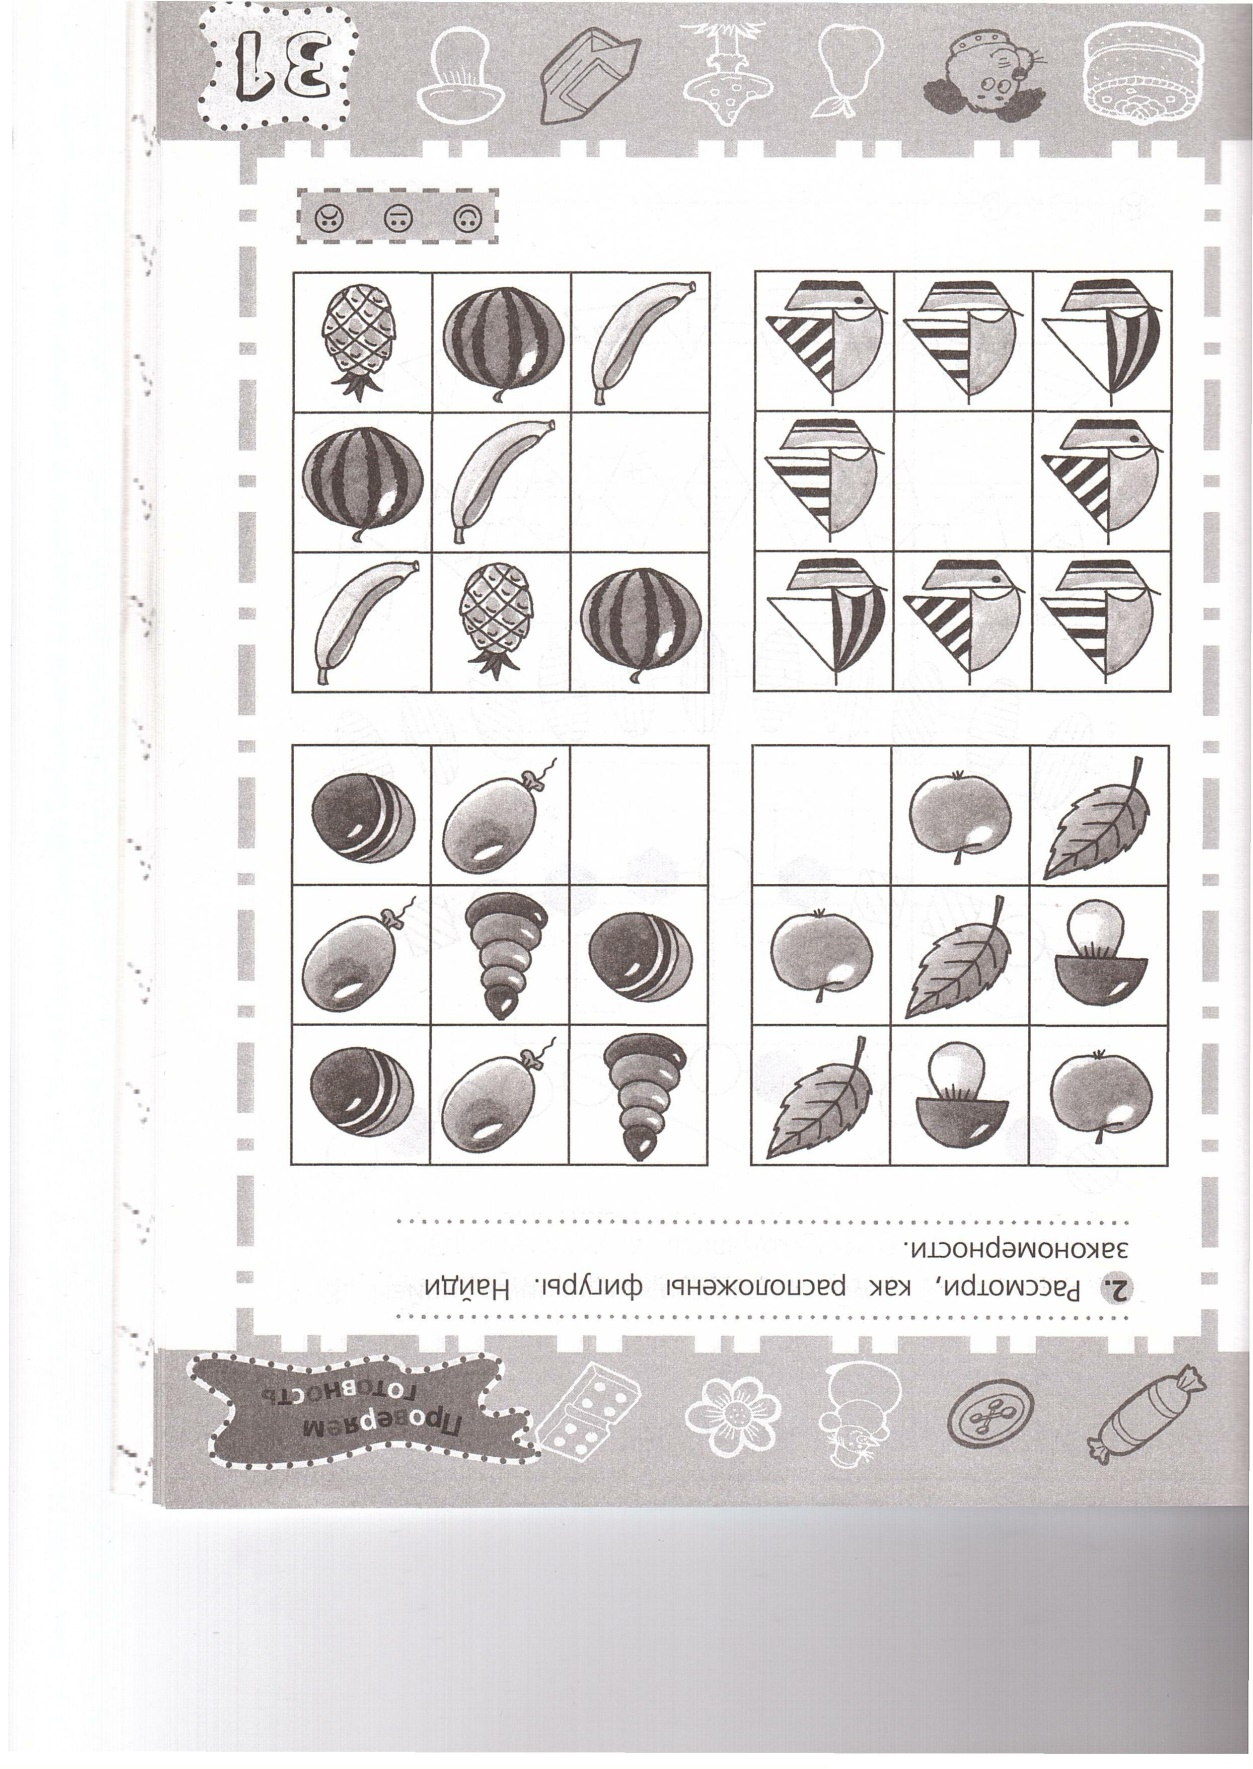 Проверяем
готовность
2. Рассмотри, как расположены фигуры. Найди
закономерности.
31